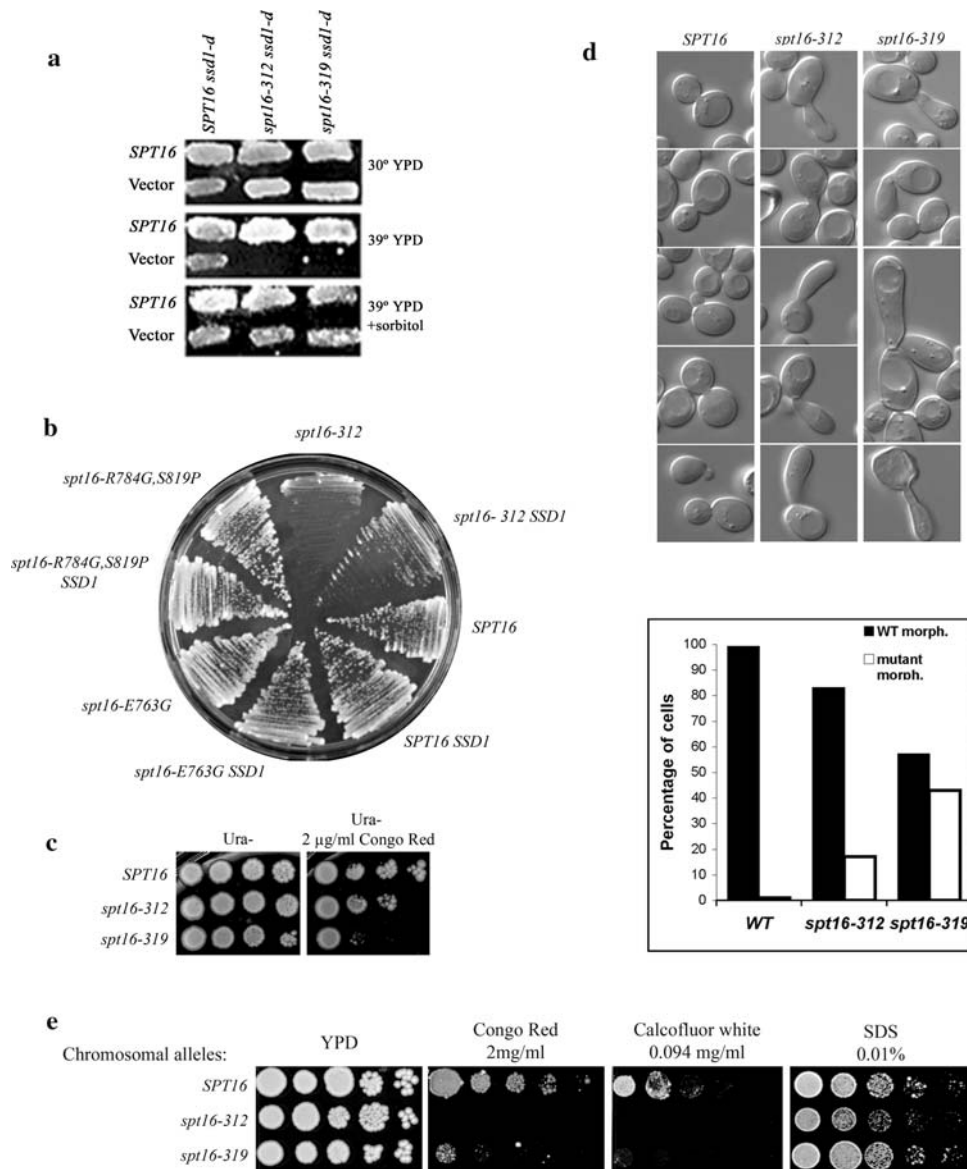 a
SPT16 ssd1-d
spt16-312 ssd1-d
spt16-319 ssd1-d
SPT16
Vector
30° YPD
SPT16
Vector
39° YPD
SPT16
Vector
39° YPD
+sorbitol
b
spt16-312
spt16-R784G,S819P
spt16- 312 SSD1
spt16-R784G,S819P
SSD1
SPT16
spt16-E763G
SPT16 SSD1
spt16-E763G SSD1
c
Ura-
Ura-
2 µg/ml Congo Red
SPT16
spt16-312
spt16-319
d
SPT16
spt16-312
spt16-319
WT morph.
mutant
morph.
Percentage of cells
100
90
80
70
60
50
40
30
20
10
0
WT
spt16-312
spt16-319
e
Chromosomal alleles:
YPD
Congo Red
2mg/ml
Calcofluor white
0.094 mg/ml
SDS
0.01%
SPT16
spt16-312
spt16-319